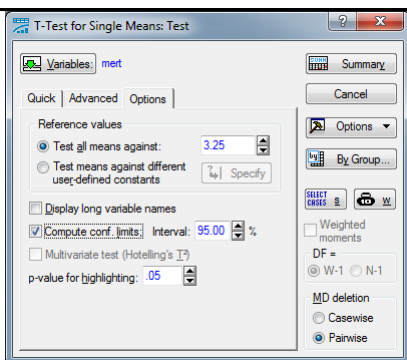 T-Test for Single Means: Test
Variables: mert
Summary
Quick Advanced Options
Cancel
Reference values
Options
Test all means against: 3.25
Test means against different
user-defined constants
Specify
By Group...
Display long variable names
SELECT
CASES S W
Compute conf. limits; Interval: 95.00 %
Weighted
moments
Multivariate test (Hotelling's T²)
DF =
W-1 N-1
p-value for highlighting: .05
MD deletion
Casewise
Pairwise